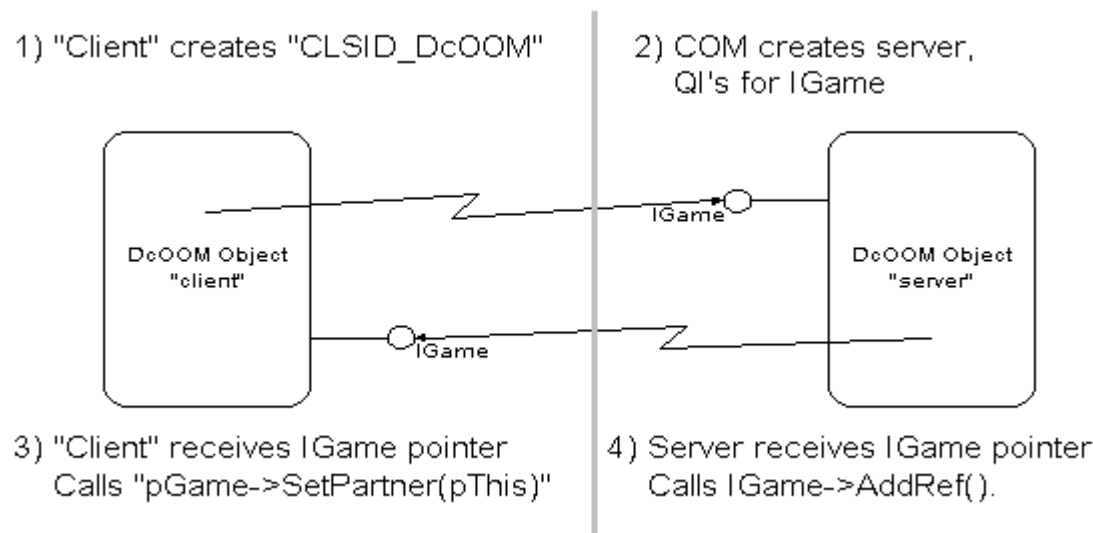 1) "Client" creates "CLSID_DcOOM"
2) COM creates server,
QI's for IGame
IGame
DcOOM Object
"client"
DcOOM Object
"server"
IGame
3) "Client" receives IGame pointer
Calls "pGame->SetPartner(pThis)"
4) Server receives IGame pointer
Calls IGame->AddRef().